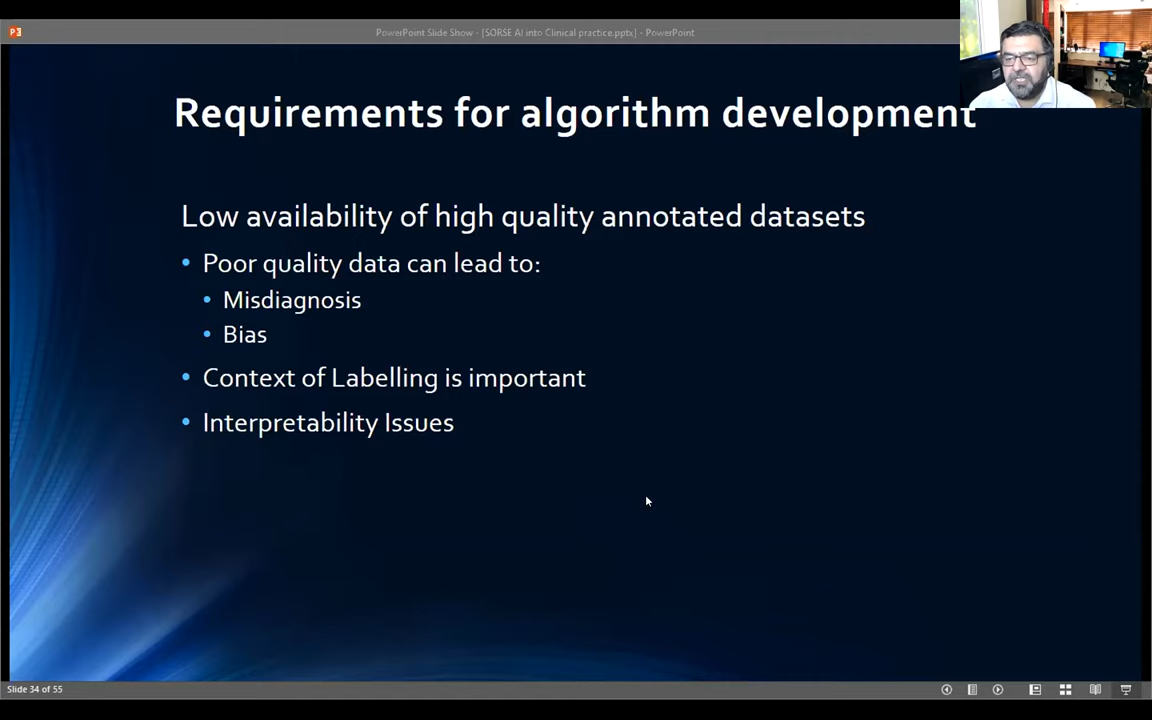 PowerPoint Slide Show - [SORSE AI into Clinical practice.pptx] - PowerPoint
Requirements for algorithm development
Low availability of high quality annotated datasets
• Poor quality data can lead to:
• Misdiagnosis
• Bias
• Context of Labelling is important
• Interpretability Issues
Slide 34 of 55